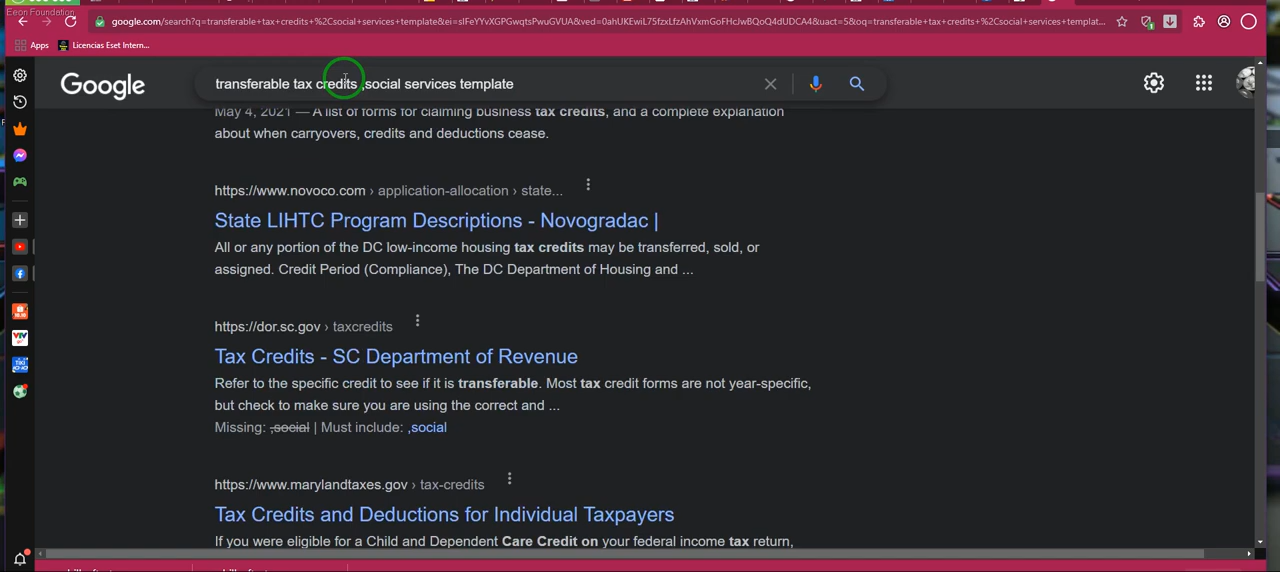 Eeon Foundation
google.com/search?q=transferable+tax+credits+%2Csocial+services+template&ei=sIFeYYvXGPGwqtsPwuGVUA&ved=0ahUKEwiL75fzxLfzAhVxmGoFHcJwBQoQ4dUDCA4&uact=5&oq=transferable+tax+credits+%2Csocial+services+templat...
Apps
Licencias Eset Intern...
Google
transferable tax credits ,social services template
May 4, 2021 — A list of forms for claiming business tax credits, and a complete explanation
about when carryovers, credits and deductions cease.
https://www.novoco.com › application-allocation › state...
State LIHTC Program Descriptions - Novogradac |
All or any portion of the DC low-income housing tax credits may be transferred, sold, or
assigned. Credit Period (Compliance), The DC Department of Housing and ...
https://dor.sc.gov › taxcredits
Tax Credits - SC Department of Revenue
Refer to the specific credit to see if it is transferable. Most tax credit forms are not year-specific,
but check to make sure you are using the correct and ...
Missing: ,social | Must include: ,social
https://www.marylandtaxes.gov › tax-credits
Tax Credits and Deductions for Individual Taxpayers
If you were eligible for a Child and Dependent Care Credit on your federal income tax return,